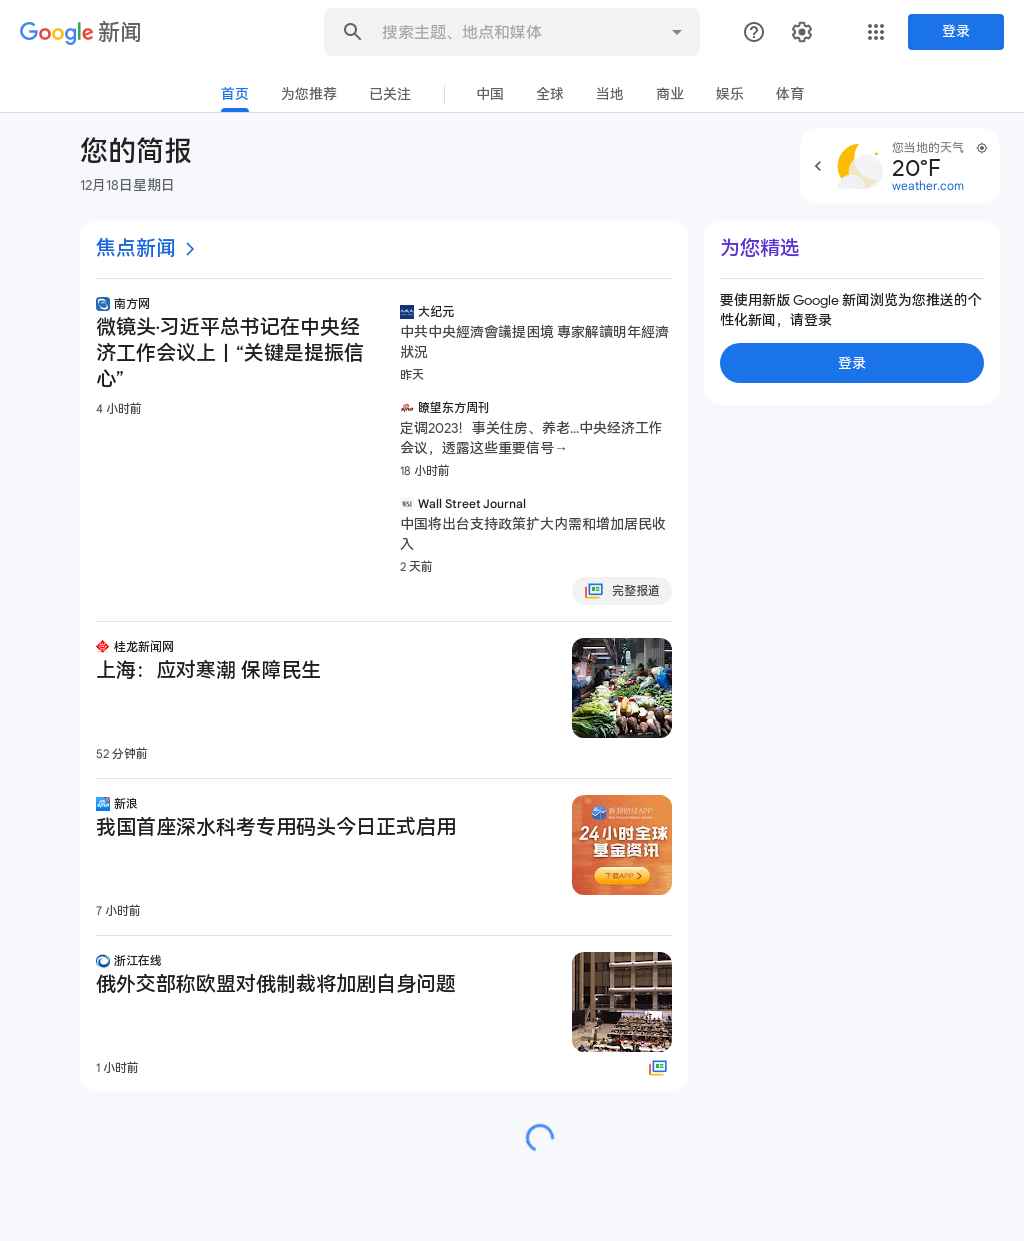 Google 新闻
搜索主题、地点和媒体
登录
首页 为您推荐 已关注 中国 全球 当地 商业 娱乐 体育
您的简报
12月18日星期日
您当地的天气
20°F
weather.com
焦点新闻
南方网
微镜头·习近平总书记在中央经
济工作会议上丨“关键是提振信
心”
4 小时前
大纪元
中共中央經濟會議提困境 專家解讀明年經濟
狀況
昨天
瞭望东方周刊
定调2023！事关住房、养老...中央经济工作
会议，透露这些重要信号→
18 小时前
WSJ
Wall Street Journal
中国将出台支持政策扩大内需和增加居民收
入
2 天前
完整报道
桂龙新闻网
上海：应对寒潮 保障民生
52 分钟前
新浪
我国首座深水科考专用码头今日正式启用
7 小时前
新浪财经APP
24小时全球
基金资讯
下载APP >
浙江在线
俄外交部称欧盟对俄制裁将加剧自身问题
1 小时前
为您精选
要使用新版 Google 新闻浏览为您推送的个
性化新闻，请登录
登录